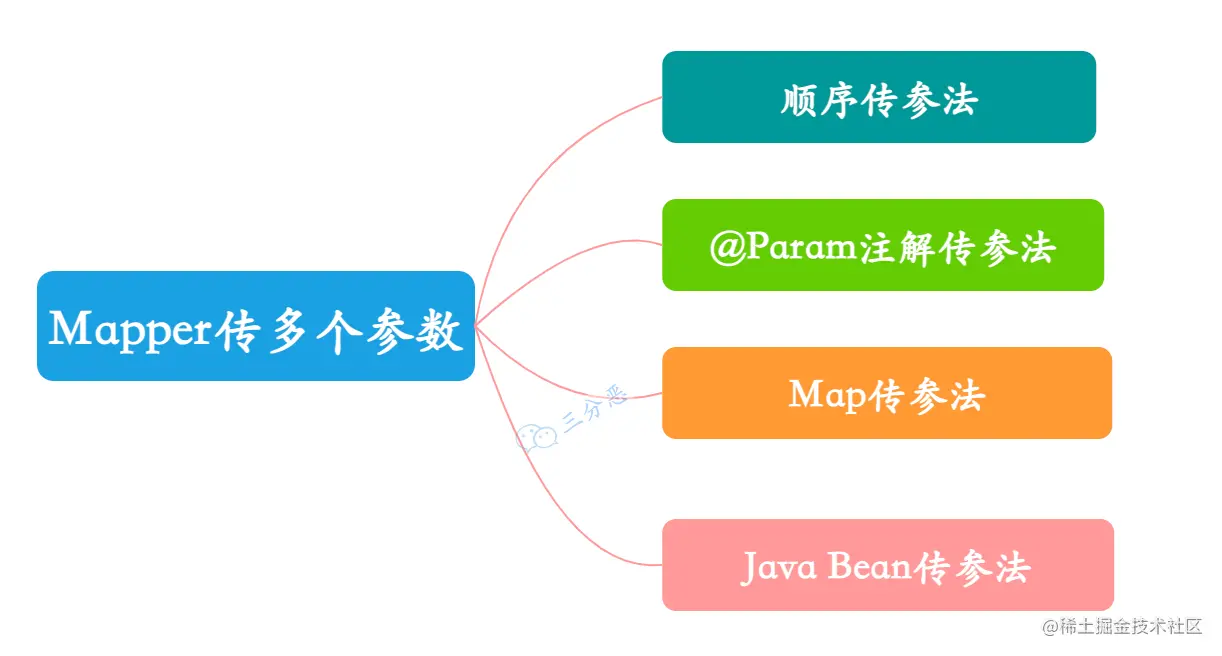 顺序传参法
@Param注解传参法
Mapper传多个参数
Map传参法
三分恶
Java Bean传参法
@稀土掘金技术社区